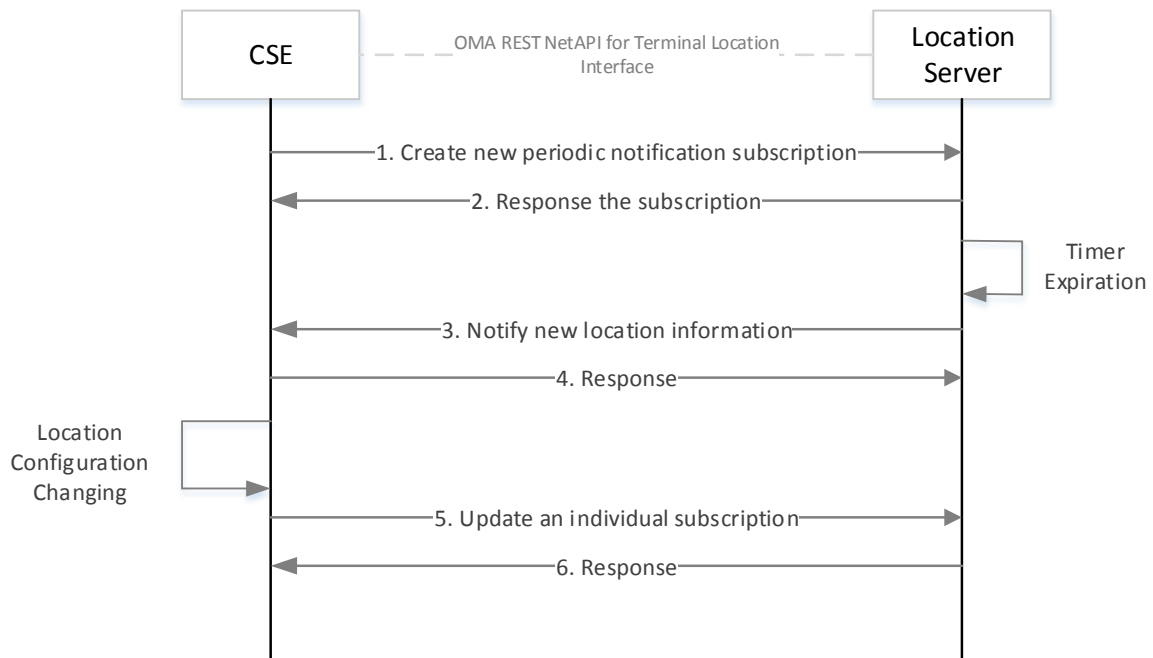 CSE
OMA REST NetAPI for Terminal Location
Interface
Location
Server
1. Create new periodic notification subscription
2. Response the subscription
Timer
Expiration
3. Notify new location information
4. Response
Location
Configuration
Changing
5. Update an individual subscription
6. Response